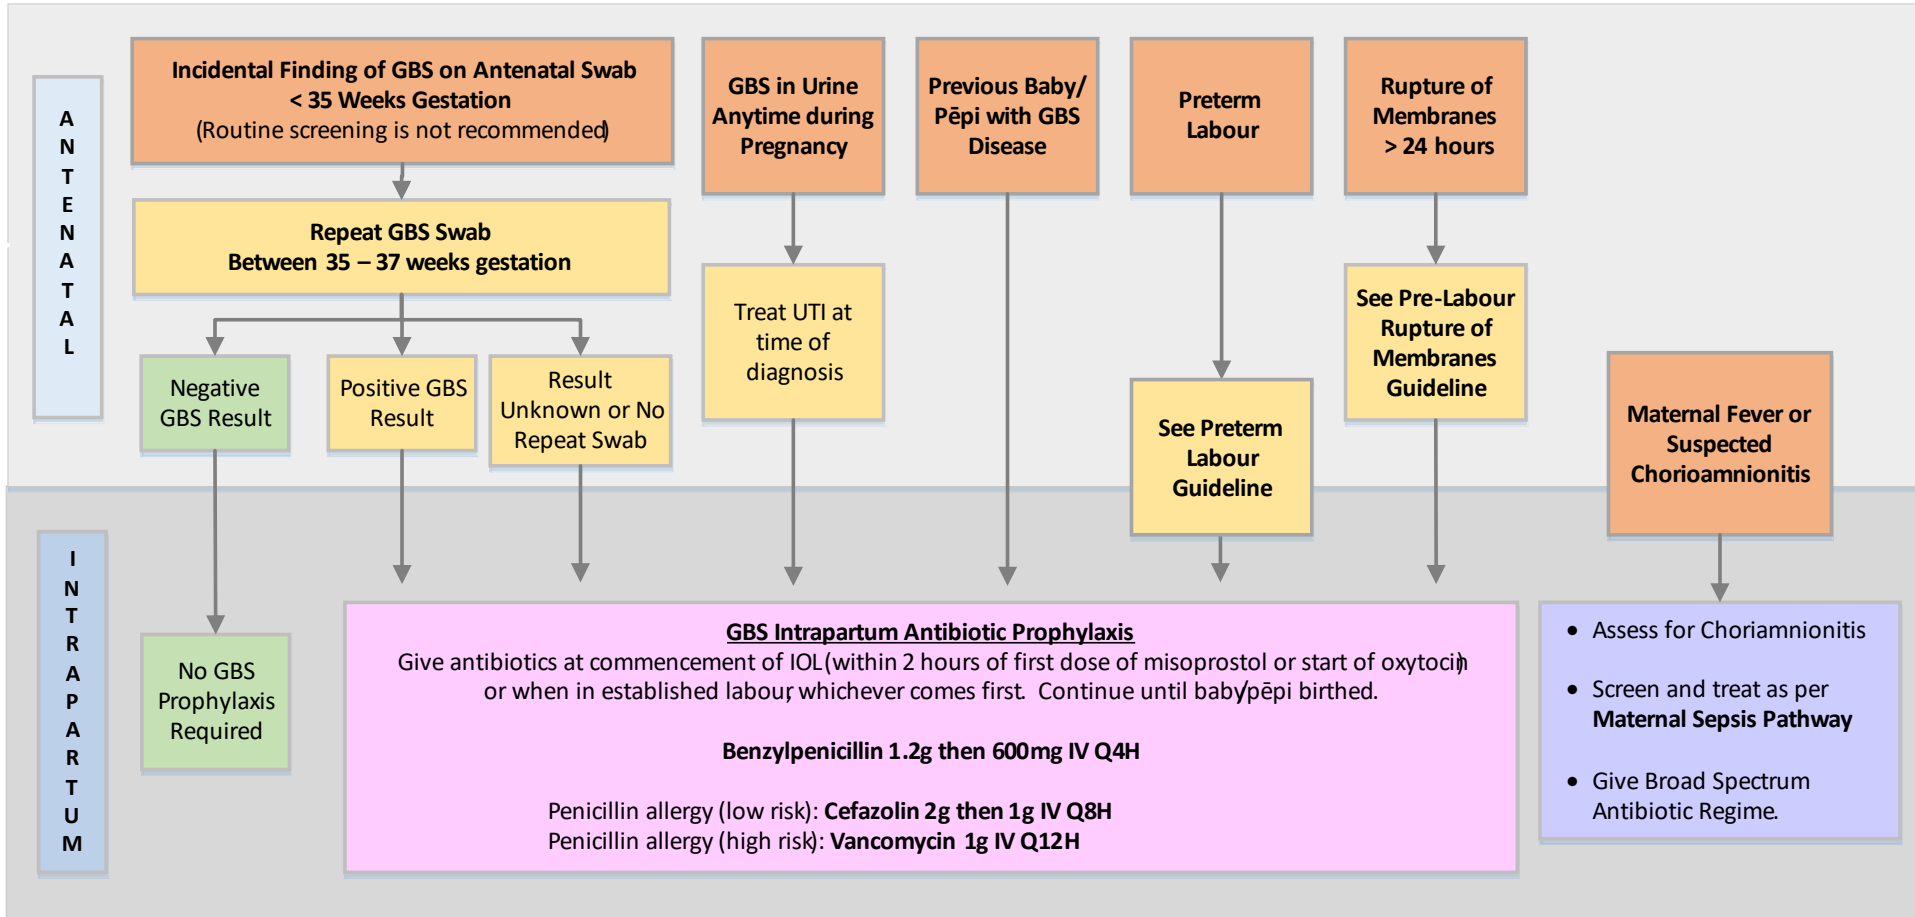 ANTENATAL
Incidental Finding of GBS on Antenatal Swab
< 35 Weeks Gestation
(Routine screening is not recommended)
Repeat GBS Swab
Between 35 – 37 weeks gestation
Negative
GBS Result
Positive GBS
Result
Result
Unknown or No
Repeat Swab
GBS in Urine
Anytime during
Pregnancy
Treat UTI at
time of
diagnosis
Previous Baby/
Pēpi with GBS
Disease
Preterm
Labour
See Preterm
Labour
Guideline
Rupture of
Membranes
> 24 hours
See Pre-Labour
Rupture of
Membranes
Guideline
Maternal Fever or
Suspected
Chorioamnionitis
INTRAPARTUM
No GBS
Prophylaxis
Required
GBS Intrapartum Antibiotic Prophylaxis
Give antibiotics at commencement of IOL (within 2 hours of first dose of misoprostol or start of oxytocin)
or when in established labour, whichever comes first. Continue until baby/pēpi birthed.
Benzylpenicillin 1.2g then 600mg IV Q4H
Penicillin allergy (low risk): Cefazolin 2g then 1g IV Q8H
Penicillin allergy (high risk): Vancomycin 1g IV Q12H
• Assess for Choriamnionitis
• Screen and treat as per
Maternal Sepsis Pathway
• Give Broad Spectrum
Antibiotic Regime.